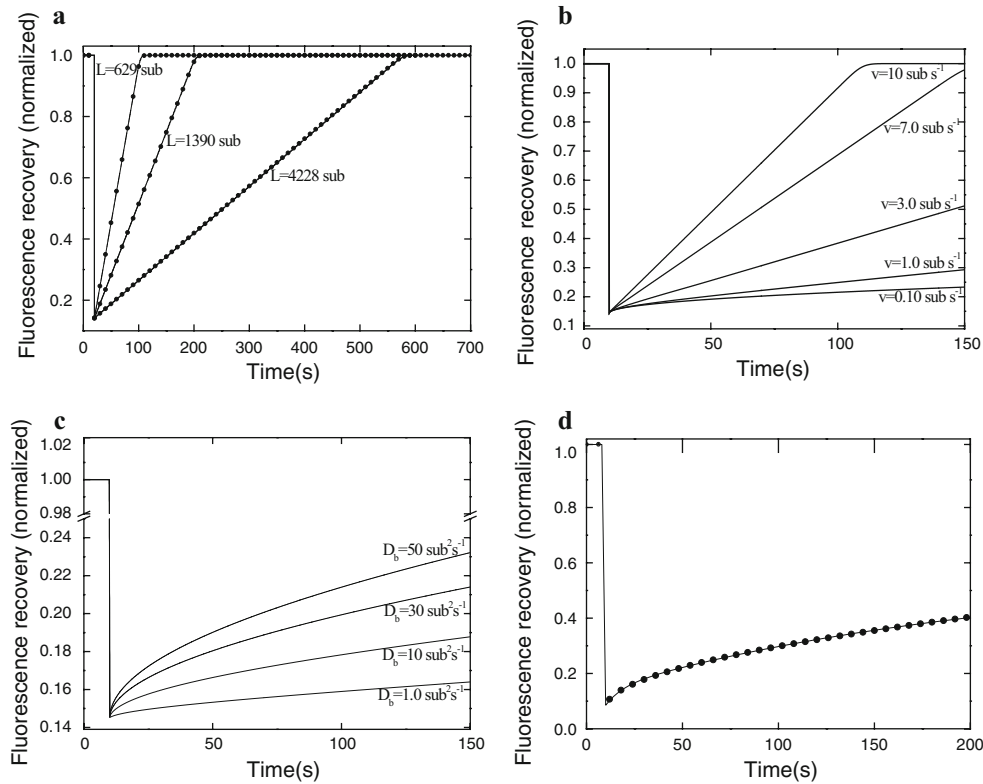 a
Fluorescence recovery (normalized)
1.0
0.8
0.6
0.4
0.2
L=629 sub
L=1390 sub
L=4228 sub
0 100 200 300 400 500 600 700
Time(s)
b
Fluorescence recovery (normalized)
1.0
0.9
0.8
0.7
0.6
0.5
0.4
0.3
0.2
0.1
v=10 sub s⁻¹
v=7.0 sub s⁻¹
v=3.0 sub s⁻¹
v=1.0 sub s⁻¹
v=0.10 sub s⁻¹
0 50 100 150
Time(s)
c
Fluorescence recovery (normalized)
1.02
1.00
0.98
0.24
0.22
0.20
0.18
0.16
0.14
D_b=50 sub²s⁻¹
D_b=30 sub²s⁻¹
D_b=10 sub²s⁻¹
D_b=1.0 sub²s⁻¹
0 50 100 150
Time(s)
d
Fluorescence recovery (normalized)
1.0
0.8
0.6
0.4
0.2
0.0
0 50 100 150 200
Time(s)